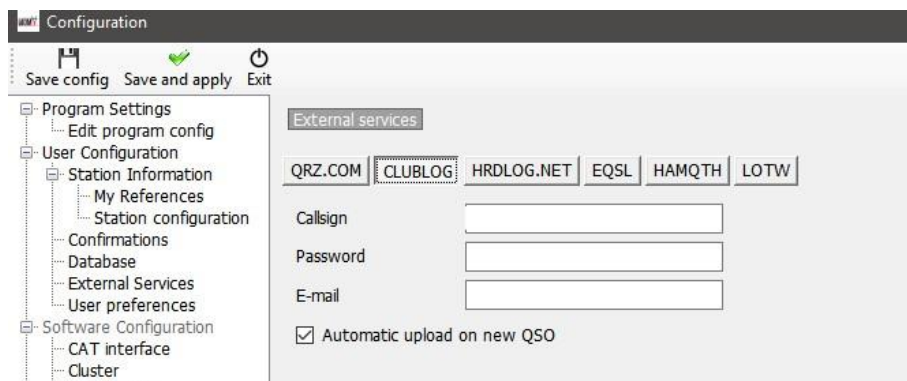 Configuration
Save config Save and apply Exit
Program Settings
Edit program config
User Configuration
Station Information
My References
Station configuration
Confirmations
Database
External Services
User preferences
Software Configuration
CAT interface
Cluster
External services
QRZ.COM CLUBLOG HRDLOG.NET EQSL HAMQTH LOTW
Callsign
Password
E-mail
Automatic upload on new QSO